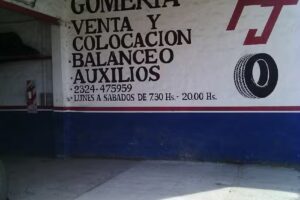 GOMERIA
·VENTA Y
COLOCACION
·BALANCEO
·AUXILIOS
·2324-475959
·LUNES A SABADOS DE 7.30 Hs.- 20.00 Hs.